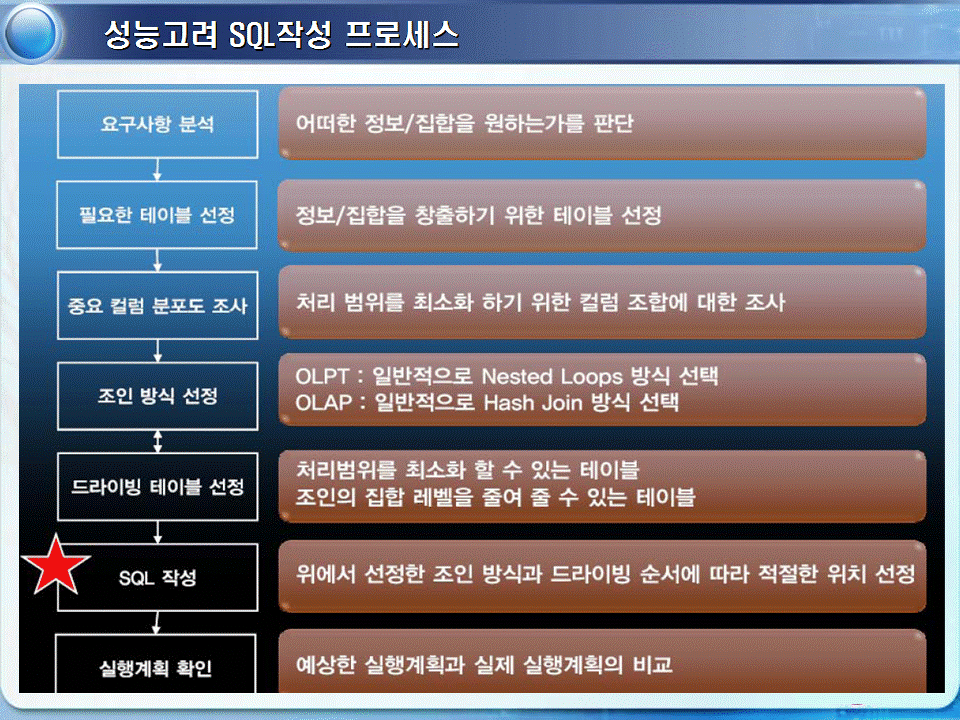 성능고려 SQL작성 프로세스
요구사항 분석
어떠한 정보/집합을 원하는가를 판단
필요한 테이블 선정
정보/집합을 창출하기 위한 테이블 선정
중요 컬럼 분포도 조사
처리 범위를 최소화 하기 위한 컬럼 조합에 대한 조사
조인 방식 선정
OLPT : 일반적으로 Nested Loops 방식 선택
OLAP : 일반적으로 Hash Join 방식 선택
드라이빙 테이블 선정
처리범위를 최소화 할 수 있는 테이블
조인의 집합 레벨을 줄여 줄 수 있는 테이블
SQL 작성
위에서 선정한 조인 방식과 드라이빙 순서에 따라 적절한 위치 선정
실행계획 확인
예상한 실행계획과 실제 실행계획의 비교